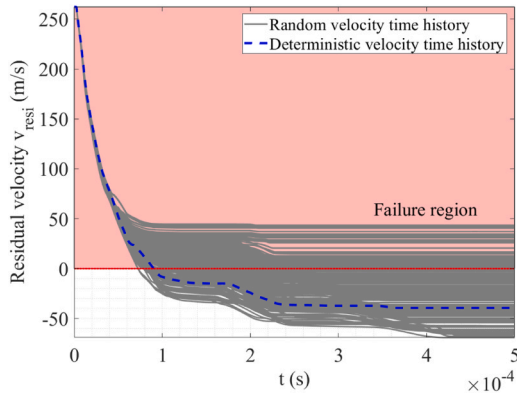 Random velocity time history
Deterministic velocity time history
Residual velocity v_resi (m/s)
250
200
150
100
50
0
-50
Failure region
0
1
2
3
4
5
t (s)
×10⁻⁴